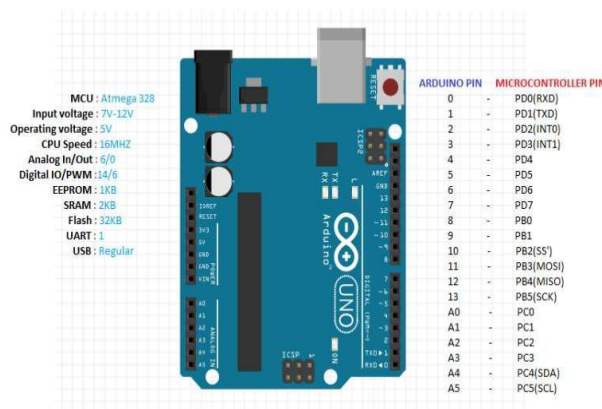 MCU : Atmega 328
Input voltage : 7V-12V
Operating voltage : 5V
CPU Speed : 16MHZ
Analog In/Out : 6/0
Digital IO/PWM :14/6
EEPROM : 1KB
SRAM : 2KB
Flash : 32KB
UART : 1
USB : Regular
RESET
ICSP2
AREF
GND
13
12
~11
~10
~9
8
7
~6
~5
4
~3
2
TXD▶1
RXD◀0
DIGITAL (PWM~)
RX
TX
L
Arduino™
UNO
ON
ICSP
1
IOREF
RESET
3V3
5V
GND
GND
VIN
POWER
A0
A1
A2
A3
A4
A5
ANALOG IN
ARDUINO PIN MICROCONTROLLER PIN
0 - PD0(RXD)
1 - PD1(TXD)
2 - PD2(INT0)
3 - PD3(INT1)
4 - PD4
5 - PD5
6 - PD6
7 - PD7
8 - PB0
9 - PB1
10 - PB2(SS')
11 - PB3(MOSI)
12 - PB4(MISO)
13 - PB5(SCK)
A0 - PC0
A1 - PC1
A2 - PC2
A3 - PC3
A4 - PC4(SDA)
A5 - PC5(SCL)